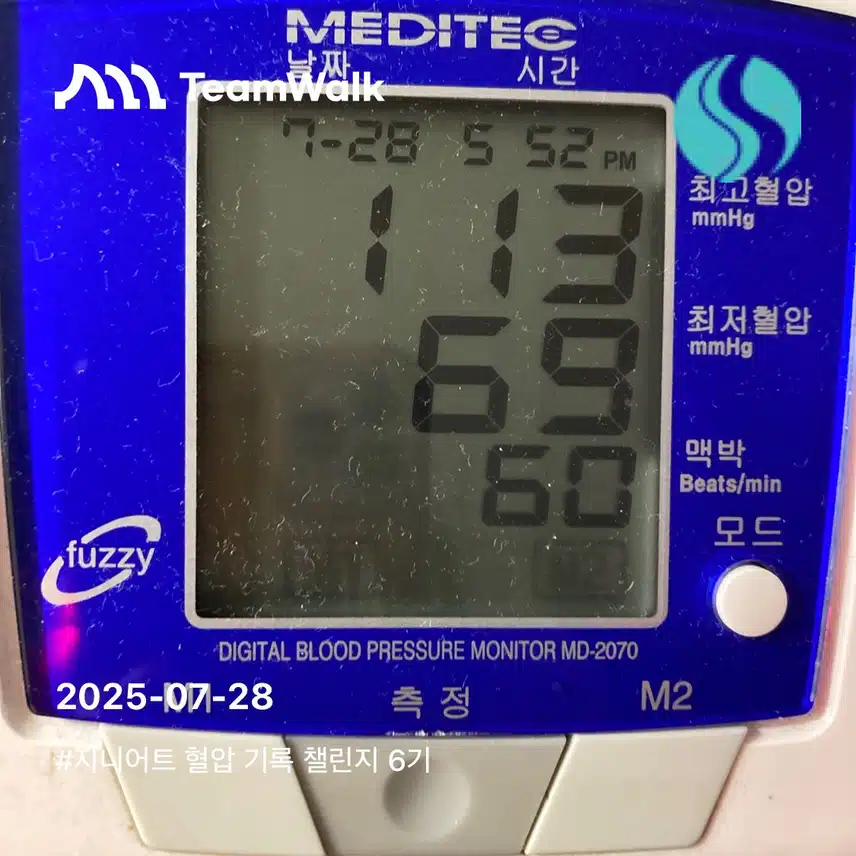 MEDITEC
날짜 시간
TeamWalk
7-28 5 52 PM
최고혈압
mmHg
113
최저혈압
mmHg
69
맥박
Beats/min
60
모드
fuzzy
DIGITAL BLOOD PRESSURE MONITOR MD-2070
2025-07-28
M1 측정 M2
#지니어트 혈압 기록 챌린지 6기